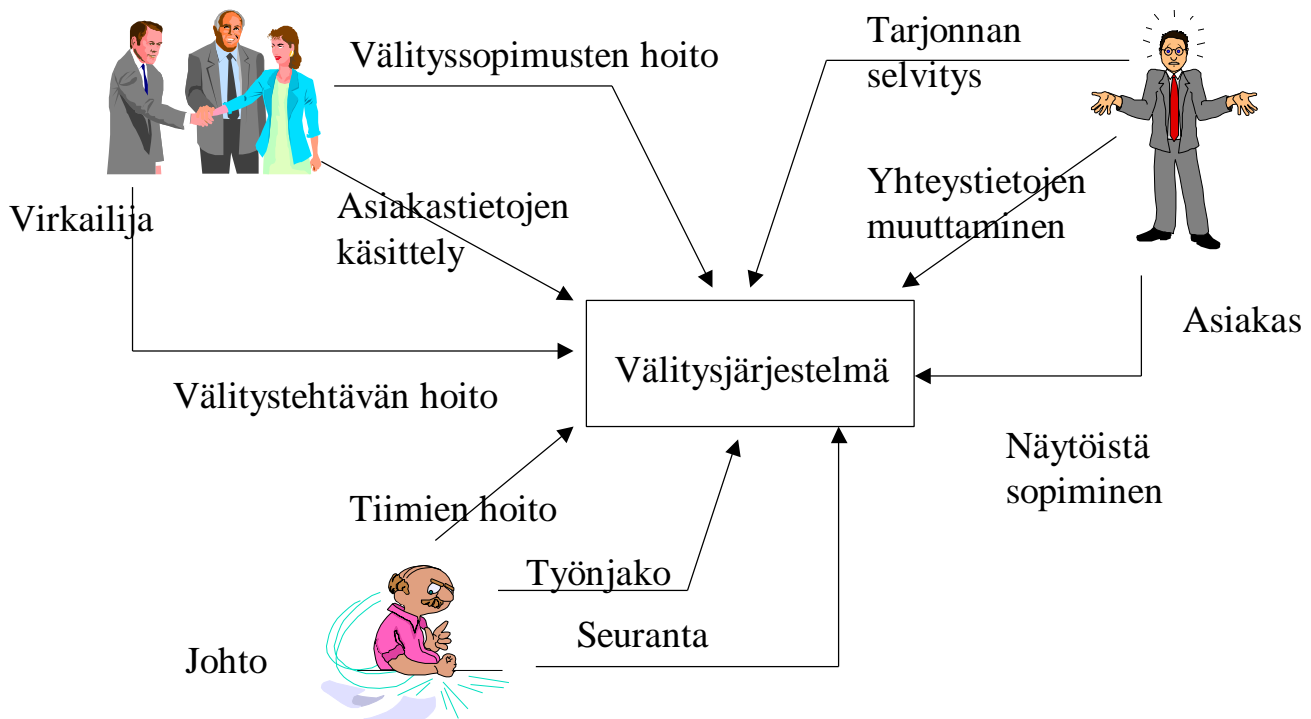 Välityssopimusten hoito
Tarjonnan
selvitys
Virkailija
Asiakastietojen
käsittely
Yhteystietojen
muuttaminen
Asiakas
Välitysjärjestelmä
Välitystehtävän hoito
Näytöistä
sopiminen
Tiimien hoito
Työnjako
Seuranta
Johto